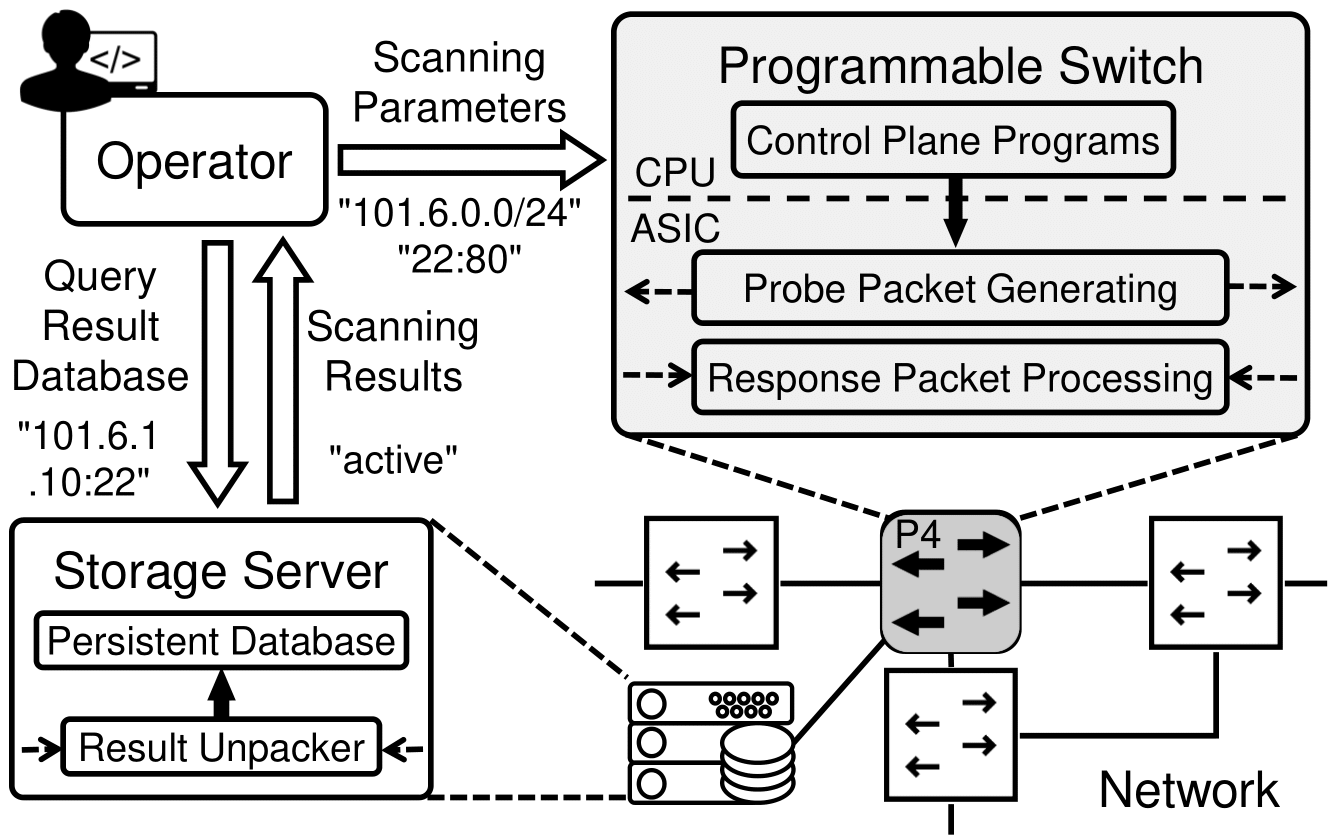 </>
Operator
Scanning
Parameters
"101.6.0.0/24"
"22:80"
Programmable Switch
Control Plane Programs
CPU
ASIC
Probe Packet Generating
Response Packet Processing
Query
Result
Database
"101.6.1
.10:22"
Scanning
Results
"active"
Storage Server
Persistent Database
Result Unpacker
P4
Network